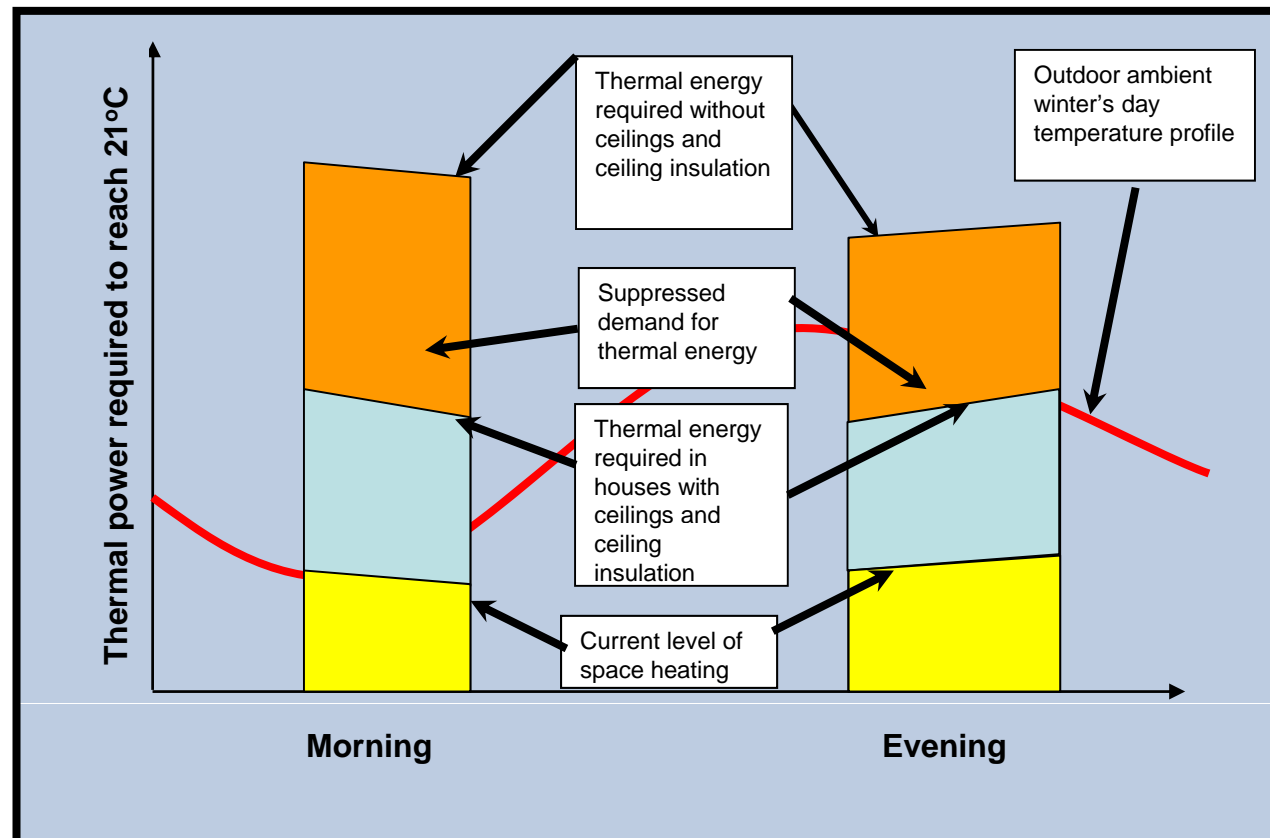 Thermal power required to reach 21°C
Thermal energy
required without
ceilings and
ceiling insulation
Outdoor ambient
winter's day
temperature profile
Suppressed
demand for
thermal energy
Thermal energy
required in
houses with
ceilings and
ceiling
insulation
Current level of
space heating
Morning
Evening